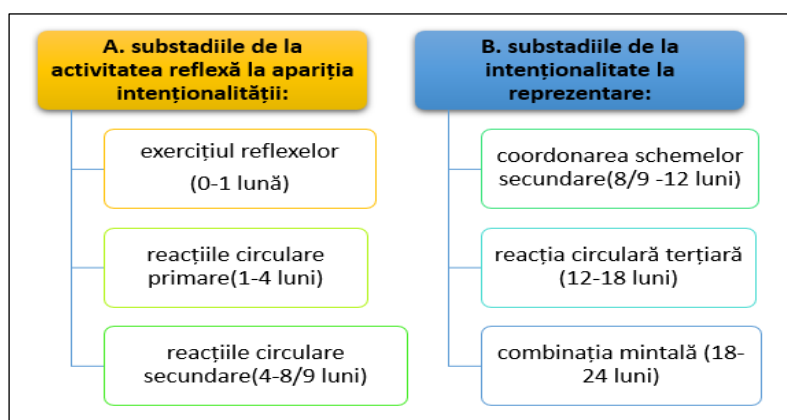 A. substadiile de la
activitatea reflexă la apariția
intenționalității:
exercițiul reflexelor
(0-1 lună)
reacțiile circulare
primare(1-4 luni)
reacțiile circulare
secundare(4-8/9 luni)
B. substadiile de la
intenționalitate la
reprezentare:
coordonarea schemelor
secundare(8/9 -12 luni)
reacția circulară terțiară
(12-18 luni)
combinația mintală (18-
24 luni)